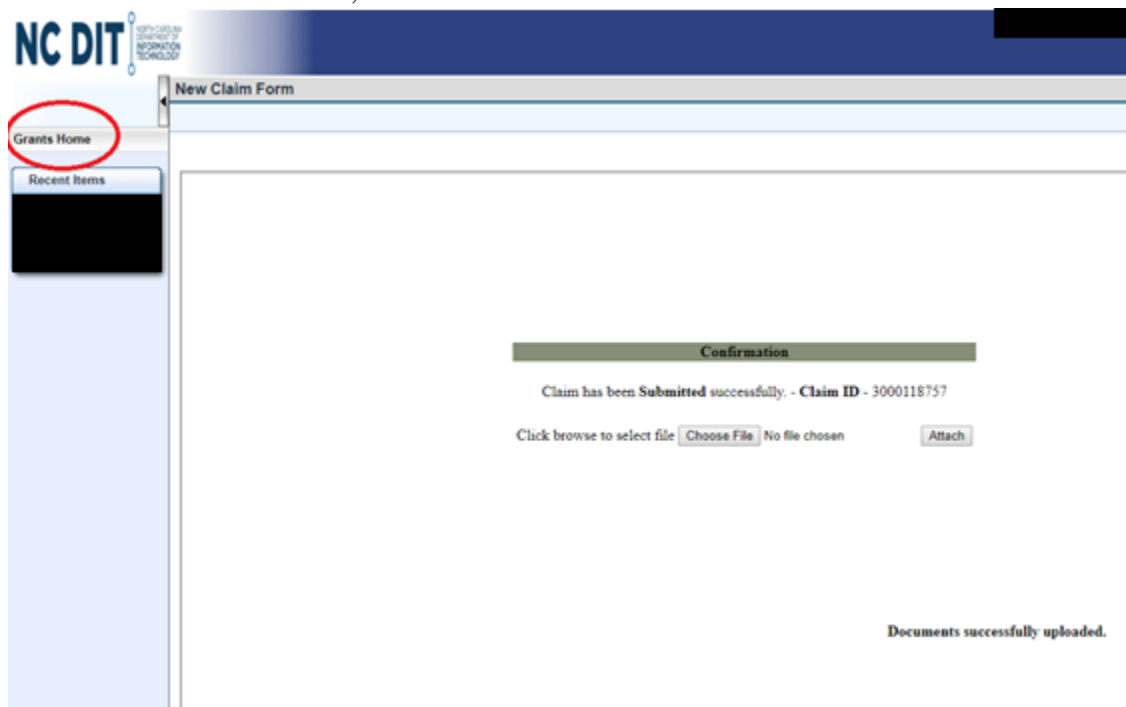 NC DIT
NORTH CAROLINA
DEPARTMENT OF
INFORMATION
TECHNOLOGY
New Claim Form
Grants Home
Recent Items
Confirmation
Claim has been Submitted successfully. - Claim ID - 3000118757
Click browse to select file Choose File No file chosen Attach
Documents successfully uploaded.